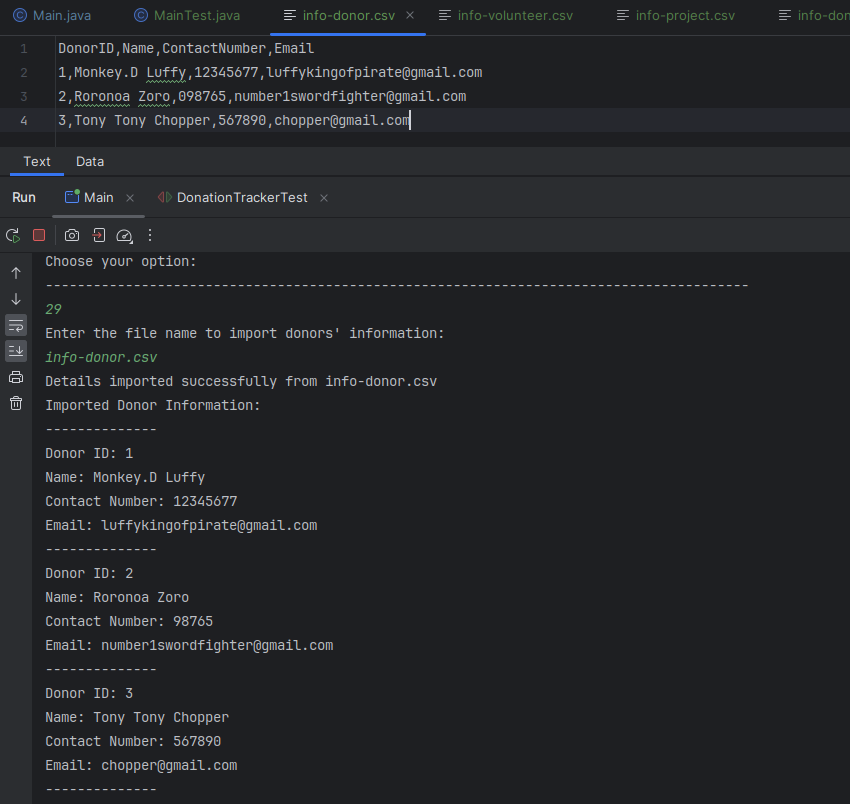 Main.java MainTest.java info-donor.csv info-volunteer.csv info-project.csv info-don
1 DonorID,Name,ContactNumber,Email
2 1,Monkey.D Luffy,12345677,luffykingofpirate@gmail.com
3 2,Roronoa Zoro,098765,number1swordfighter@gmail.com
4 3,Tony Tony Chopper,567890,chopper@gmail.com
Text Data
Run Main DonationTrackerTest
Choose your option:
----------------------------------------------------------------------------------------
29
Enter the file name to import donors' information:
info-donor.csv
Details imported successfully from info-donor.csv
Imported Donor Information:
--------------
Donor ID: 1
Name: Monkey.D Luffy
Contact Number: 12345677
Email: luffykingofpirate@gmail.com
--------------
Donor ID: 2
Name: Roronoa Zoro
Contact Number: 98765
Email: number1swordfighter@gmail.com
--------------
Donor ID: 3
Name: Tony Tony Chopper
Contact Number: 567890
Email: chopper@gmail.com
--------------